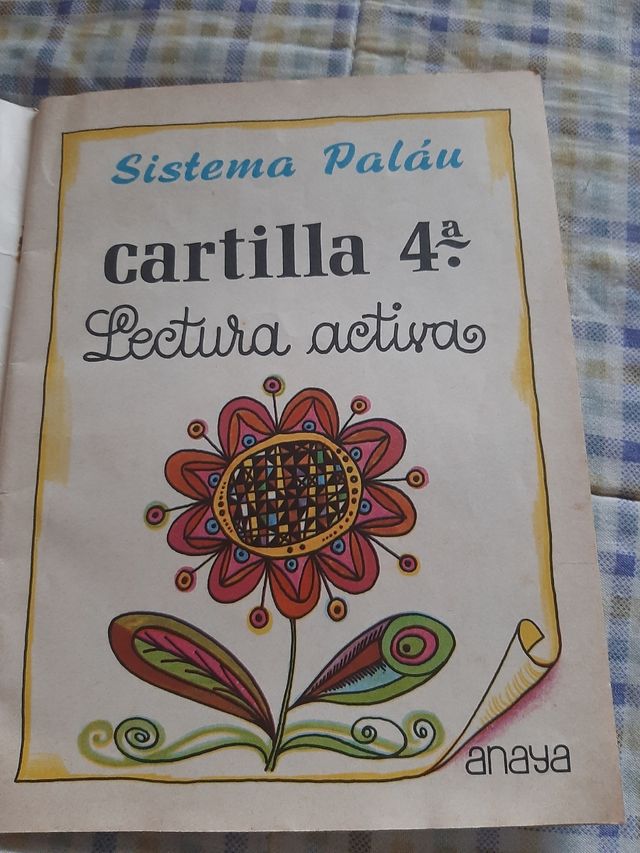 Sistema Paláu
cartilla 4ª.
Lectura activa
anaya